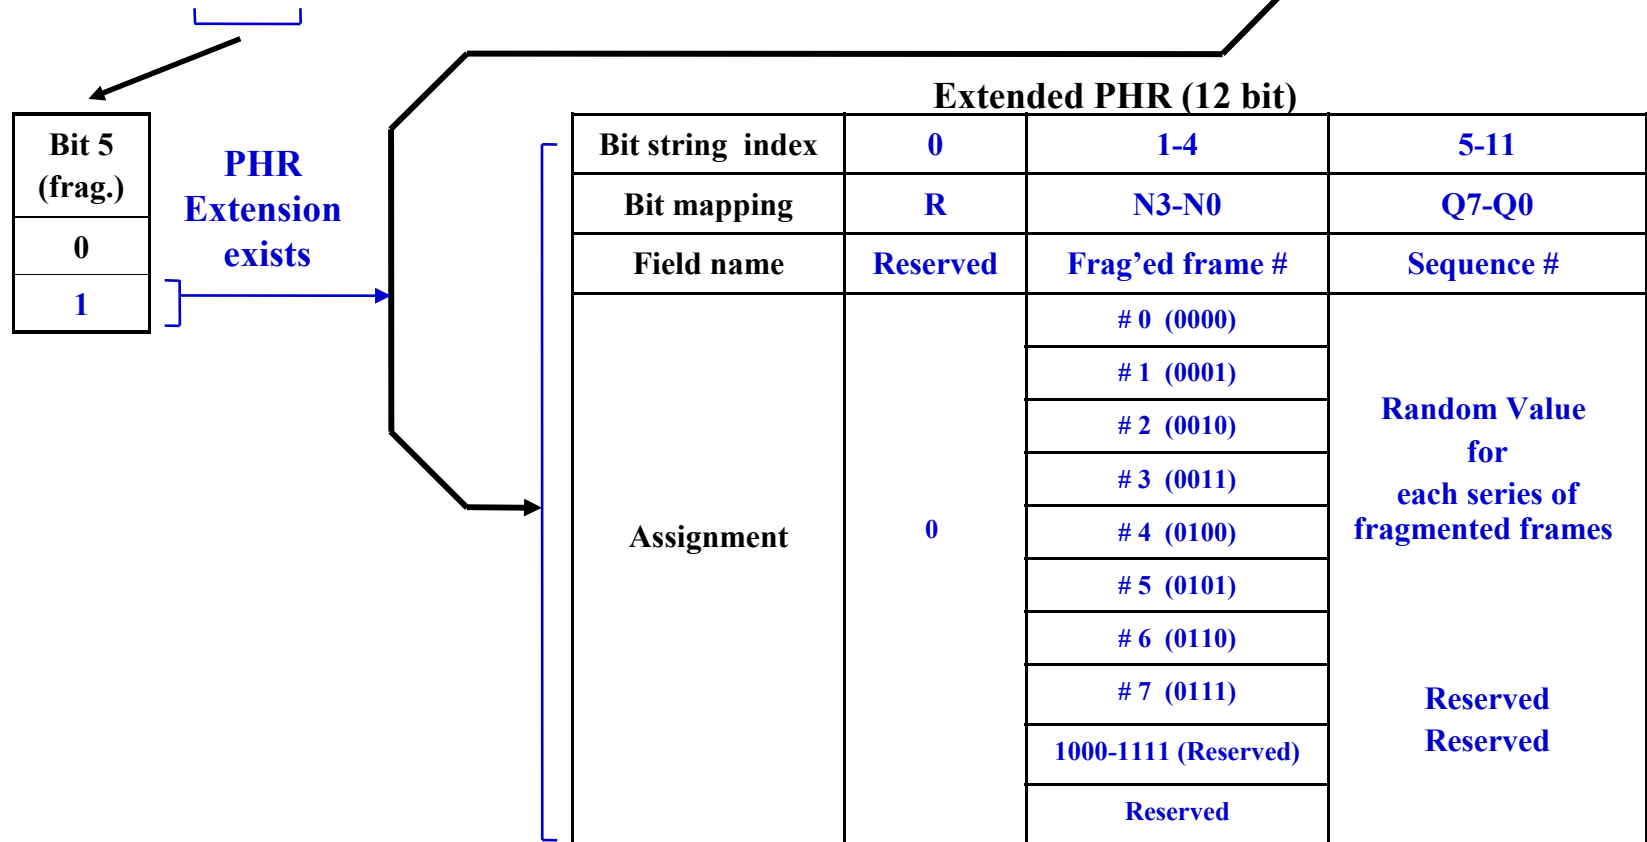 Extended PHR (12 bit)
Bit 5
(frag.)
0
1
PHR
Extension
exists
Bit string index 0 1-4 5-11
Bit mapping R N3-N0 Q7-Q0
Field name Reserved Frag’ed frame # Sequence #
Assignment
0
# 0 (0000)
# 1 (0001)
# 2 (0010)
# 3 (0011)
# 4 (0100)
# 5 (0101)
# 6 (0110)
# 7 (0111)
1000-1111 (Reserved)
Reserved
Random Value
for
each series of
fragmented frames
Reserved
Reserved